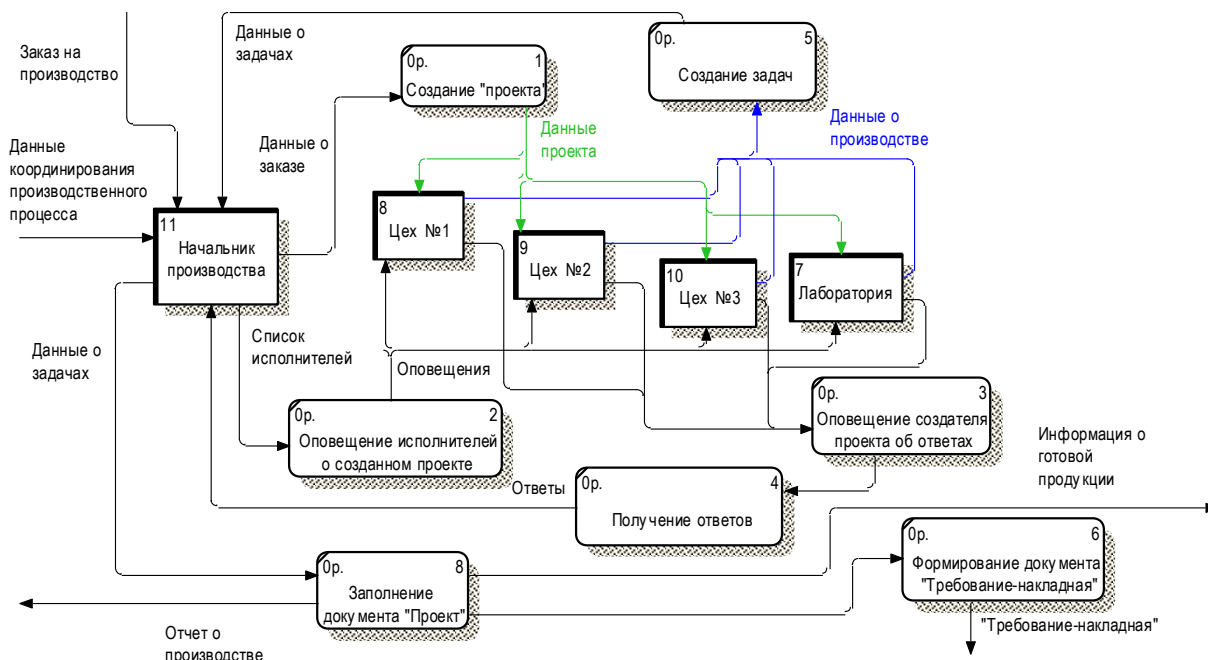 Заказ на
производство
Данные о
задачах
0р.
1
Создание "проекта"
0р.
5
Создание задач
Данные
координирования
производственного
процесса
Данные о
заказе
Данные
проекта
Данные о
производстве
11
Начальник
производства
8
Цех №1
9
Цех №2
10
Цех №3
7
Лаборатория
Данные о
задачах
Список
исполнителей
Оповещения
0р.
2
Оповещение исполнителей
о созданном проекте
0р.
3
Оповещение создателя
проекта об ответах
Информация о
готовой
продукции
Ответы
0р.
4
Получение ответов
0р.
8
Заполнение
документа "Проект"
0р.
6
Формирование документа
"Требование-накладная"
"Требование-накладная"
Отчет о
производстве